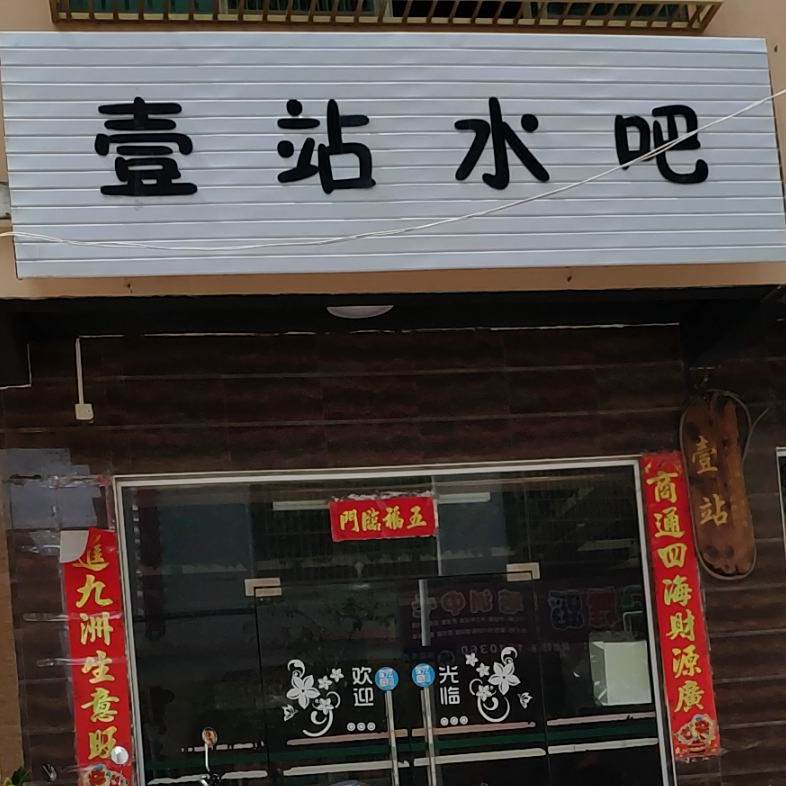 壹站水吧
壹站
五福臨門
商通四海財源廣
進九洲生意旺
欢迎
光临